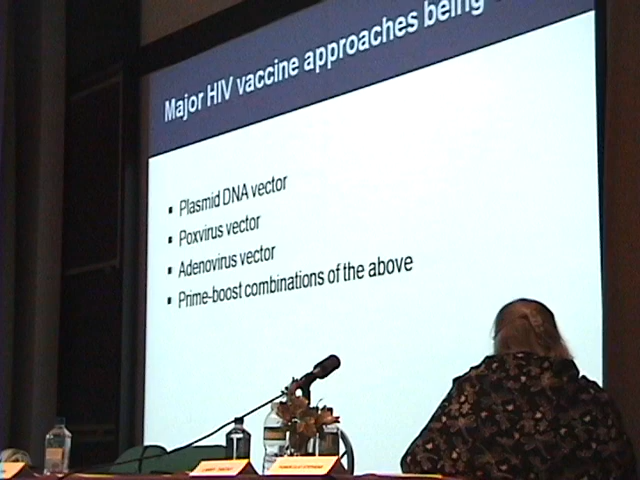 Major HIV vaccine approaches being
▪ Plasmid DNA vector
▪ Poxvirus vector
▪ Adenovirus vector
▪ Prime-boost combinations of the above